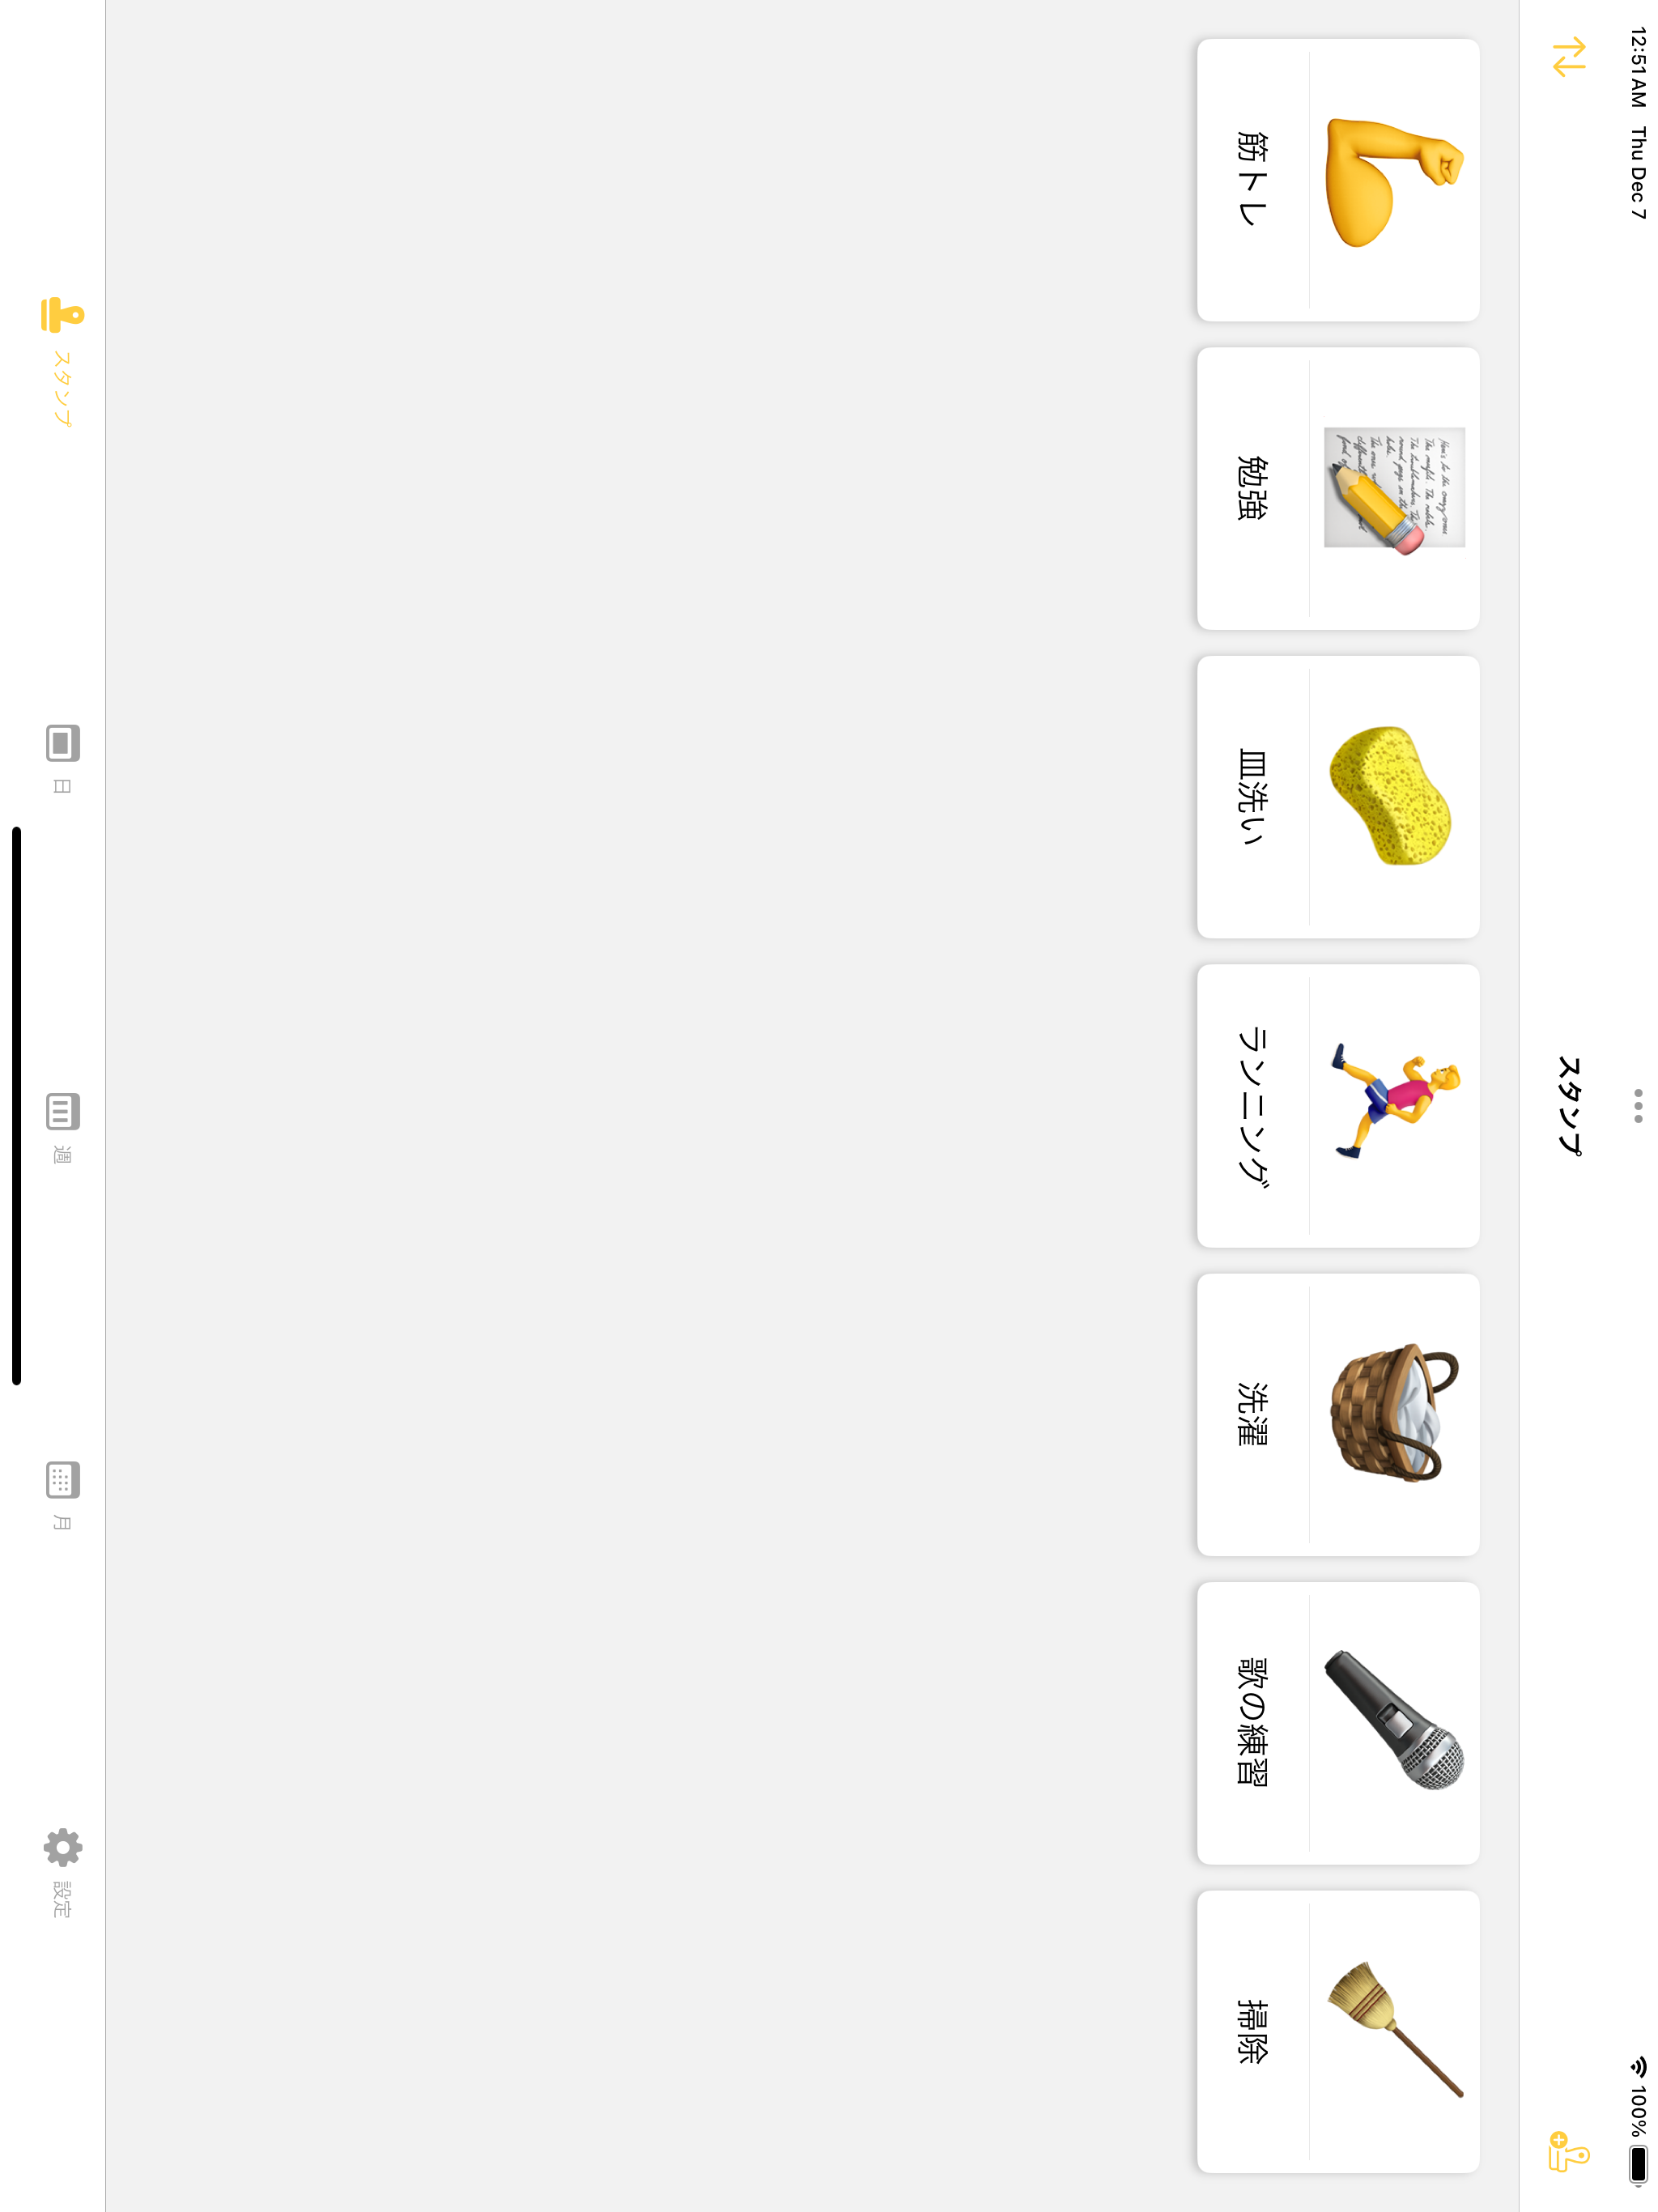 12:51 AM Thu Dec 7
100%
スタンプ
筋トレ
勉強
皿洗い
ランニング
洗濯
歌の練習
掃除
スタンプ
日
週
月
設定